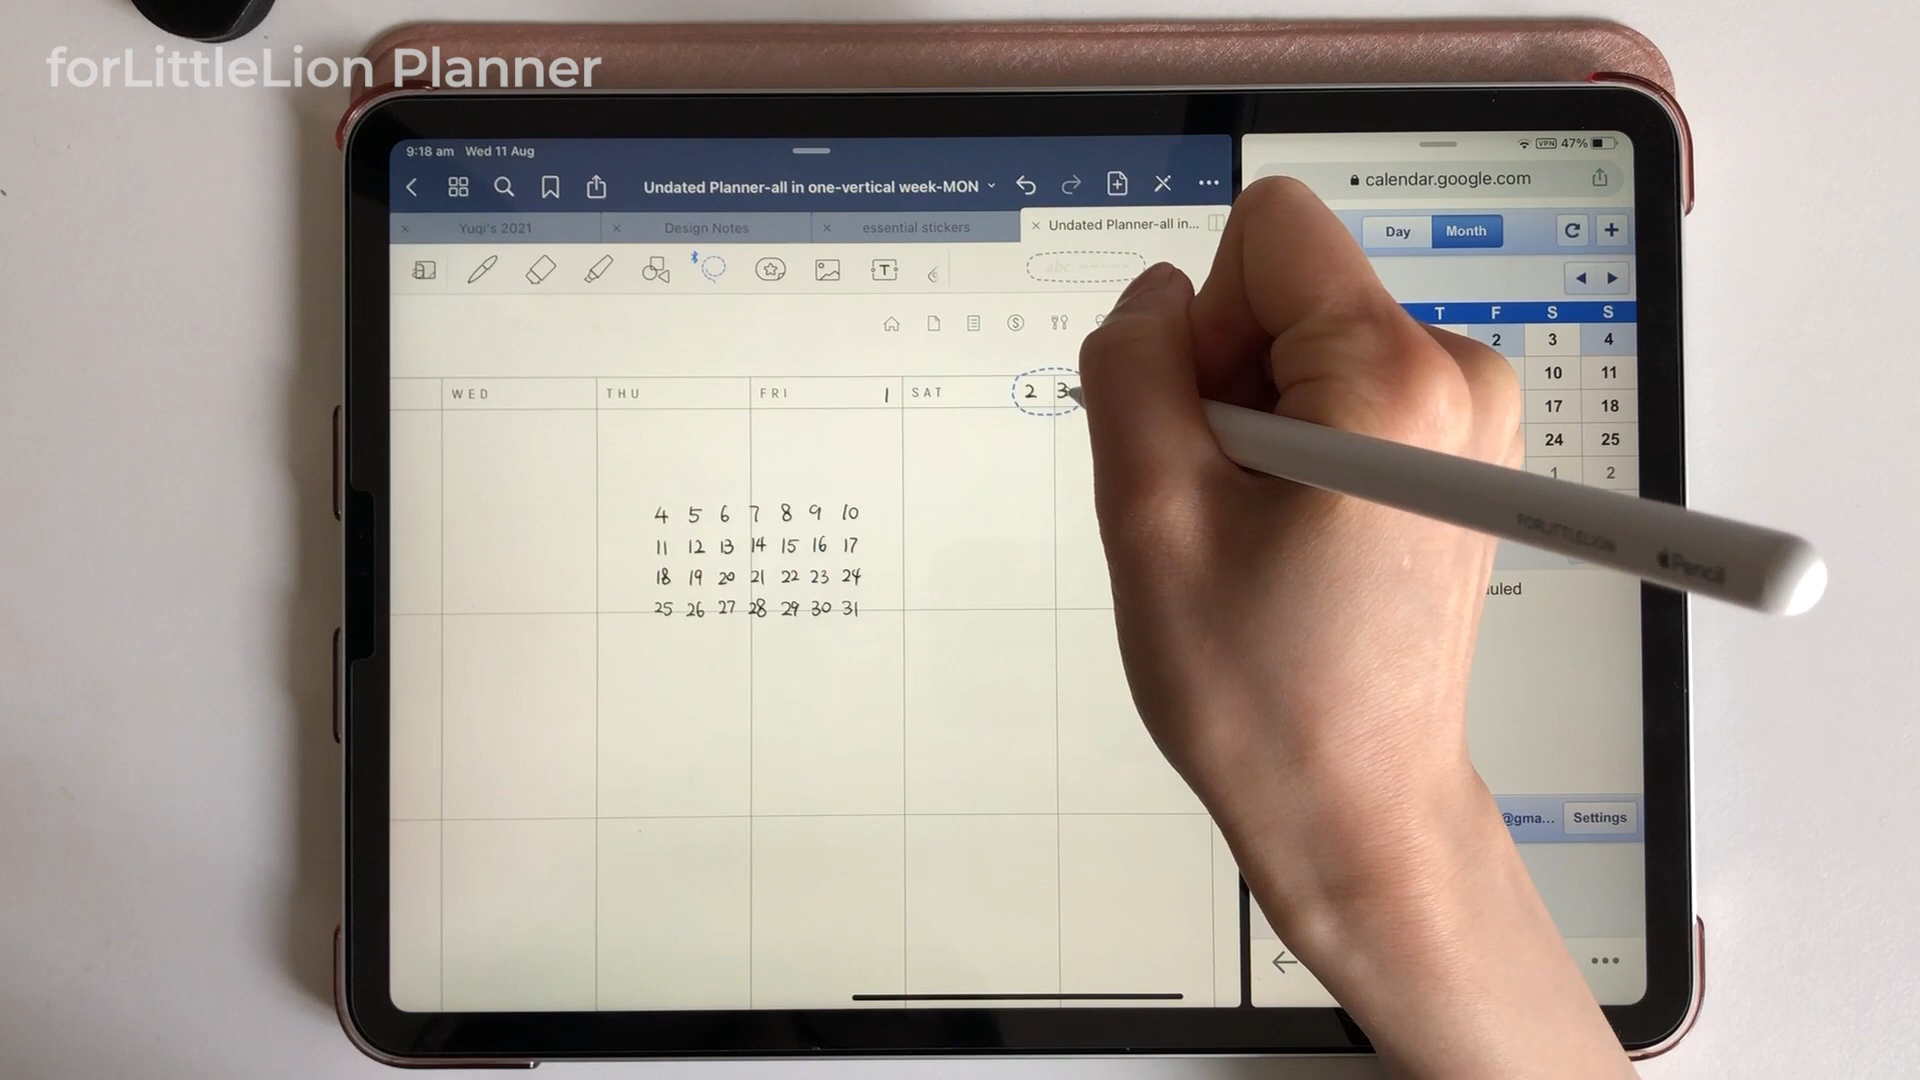 forLittleLion Planner
9:18 am Wed 11 Aug
Undated Planner-all in one-vertical week-MON
Yuqi's 2021
Design Notes
essential stickers
Undated Planner-all in...
abc
T
WED
THU
FRI 1
SAT 2 3
4 5 6 7 8 9 10
11 12 13 14 15 16 17
18 19 20 21 22 23 24
25 26 27 28 29 30 31
VPN 47%
calendar.google.com
Day Month
T F S S
2 3 4
10 11
17 18
24 25
1 2
FORLITTLELION Pencil
uled
@gma... Settings